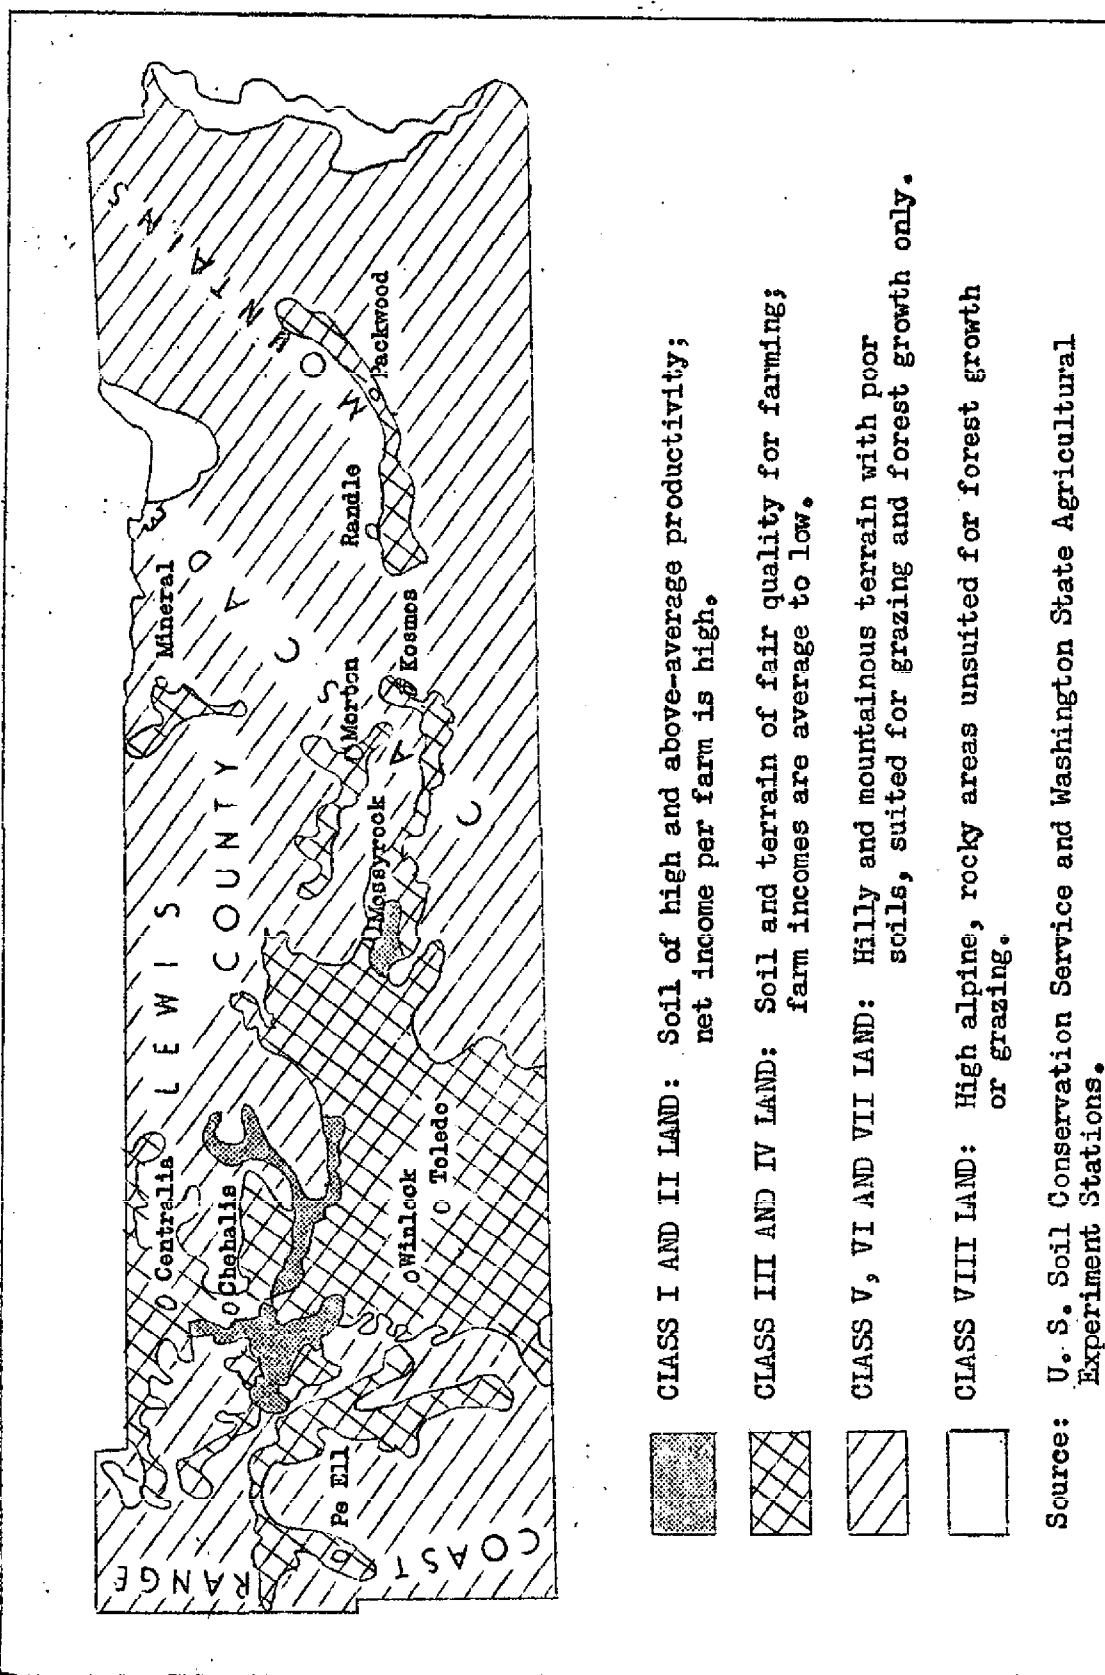 LEWIS
COUNTY
CASCADE
MOUNTAINS
COAST
RANGE
Centralia
Chehalis
Winlock
Toledo
Pe Ell
Mossyrock
Morton
Kosmos
Mineral
Randle
Packwood
CLASS I AND II LAND: Soil of high and above-average productivity;
net income per farm is high.
CLASS III AND IV LAND: Soil and terrain of fair quality for farming;
farm incomes are average to low.
CLASS V, VI AND VII LAND: Hilly and mountainous terrain with poor
soils, suited for grazing and forest growth only.
CLASS VIII LAND: High alpine, rocky areas unsuited for forest growth
or grazing.
Source: U. S. Soil Conservation Service and Washington State Agricultural
Experiment Stations.